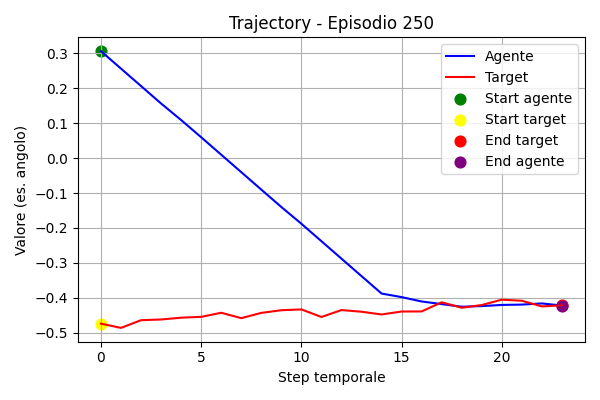 Trajectory - Episodio 250
Valore (es. angolo)
0.3
0.2
0.1
0.0
−0.1
−0.2
−0.3
−0.4
−0.5
Agente
Target
Start agente
Start target
End target
End agente
0 5 10 15 20
Step temporale